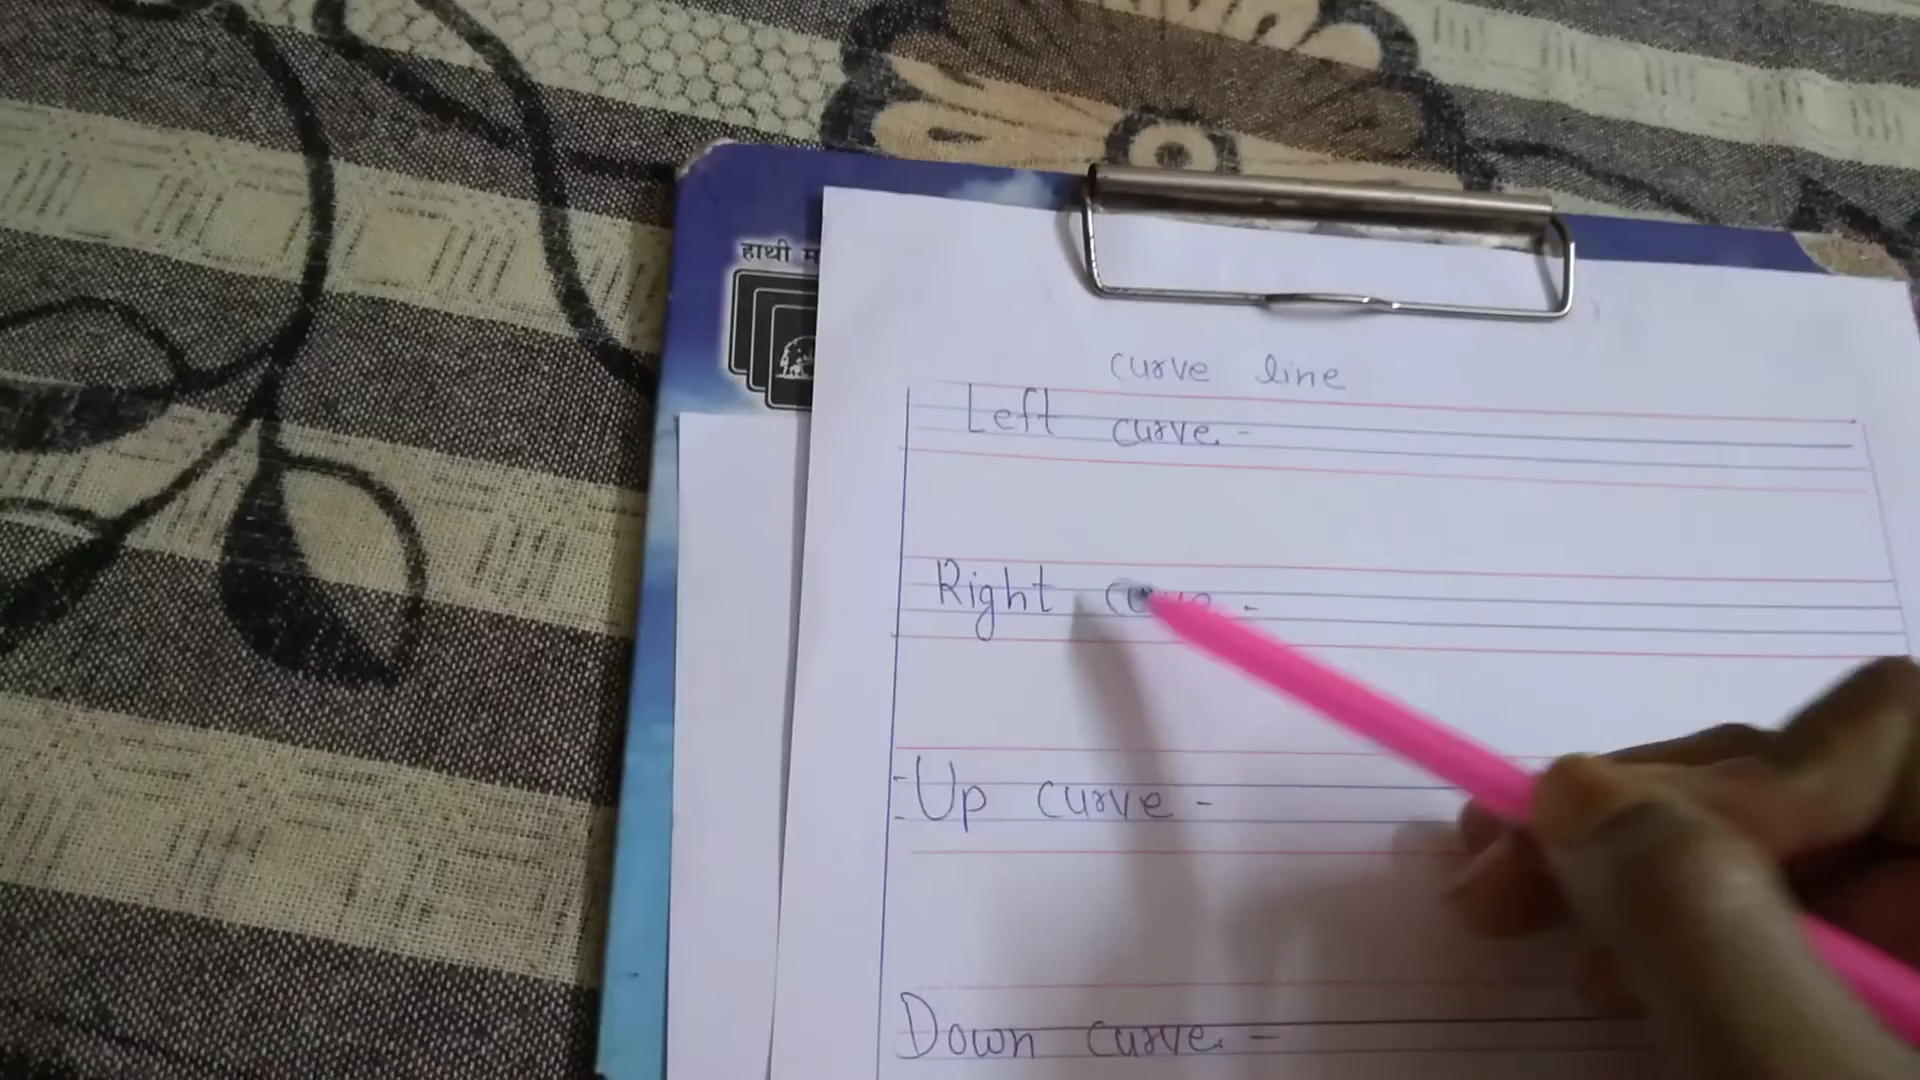 हाथी
curve line
Left curve -
Right curve -
Up curve -
Down curve -